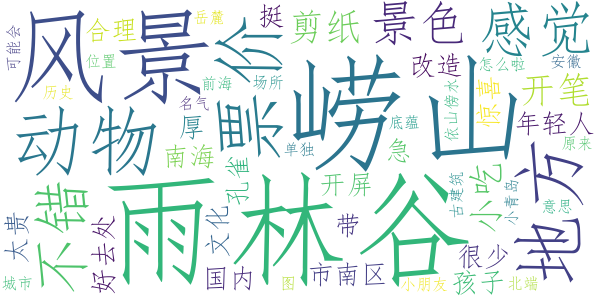 可能会
合理
岳麓
挺
剪纸
景色
感觉
风景
价
位置
改造
怎么啦
安徽
历史
前海
场所
惊喜
开笔
名气
厚
票
崂山
底蕴
依山傍水
年轻人
动物
南海
单独
急
原来
孔雀
开屏
古建筑
小吃
小青岛
地方
不错
雨林谷
太贵
好去处
文化
带
意思
很少
国内
市南区
孩子
城市
图
小朋友
北端